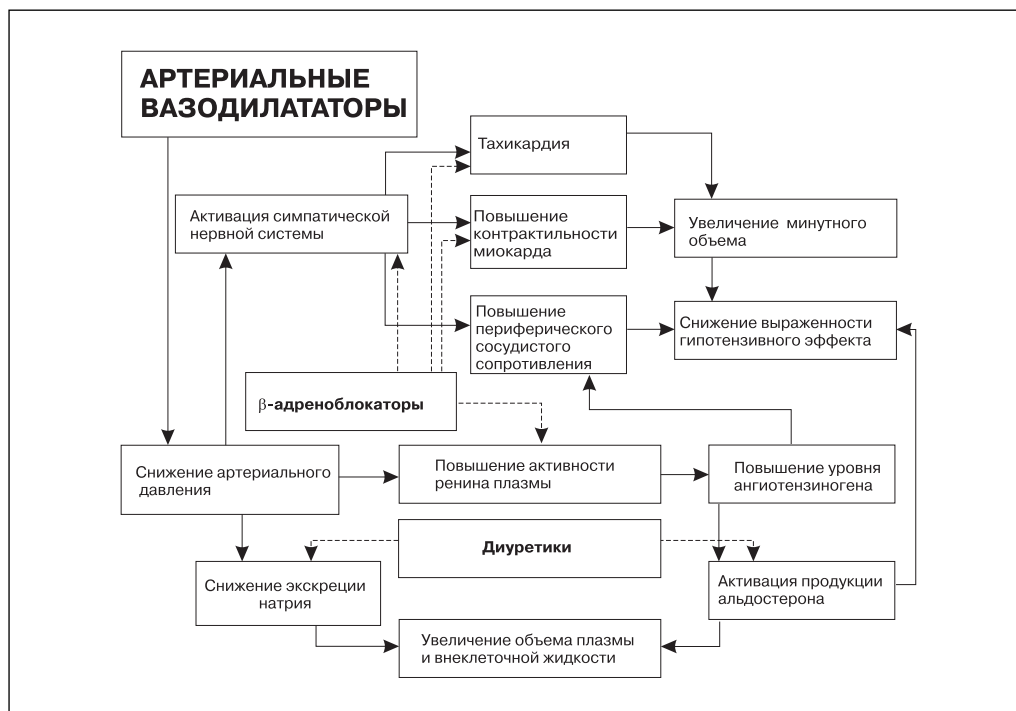 АРТЕРИАЛЬНЫЕ
ВАЗОДИЛАТАТОРЫ
Тахикардия
Активация симпатической
нервной системы
Повышение
контрактильности
миокарда
Увеличение минутного
объема
Повышение
периферического
сосудистого
сопротивления
Снижение выраженности
гипотензивного эффекта
β-адреноблокаторы
Снижение артериального
давления
Повышение активности
ренина плазмы
Повышение уровня
ангиотензиногена
Диуретики
Снижение экскреции
натрия
Активация продукции
альдостерона
Увеличение объема плазмы
и внеклеточной жидкости